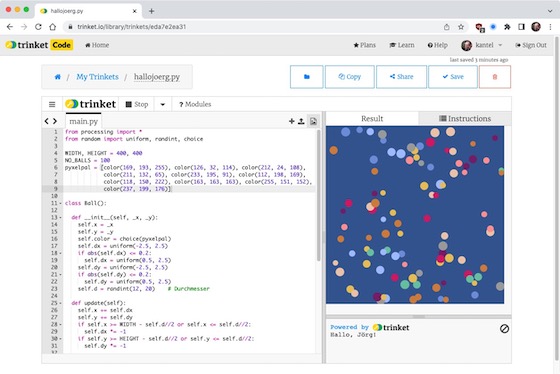 hallojoerg.py
trinket.io/library/trinkets/eda7e2ea31
trinket Code Home Plans Learn Help kantel Sign Out
last saved 5 minutes ago
/ My Trinkets / hallojoerg.py
Copy Share Save
trinket Stop ? Modules
main.py
Result Instructions
1 from processing import *
2 from random import uniform, randint, choice
3
4
5 WIDTH, HEIGHT = 400, 400
6 NO_BALLS = 100
7 pyxelpal = [color(169, 193, 255), color(126, 32, 114), color(212, 24, 108),
8 color(211, 132, 65), color(233, 195, 91), color(112, 198, 169),
color(118, 150, 222), color(163, 163, 163), color(255, 151, 152),
9 color(237, 199, 176)]
10
11 class Ball():
12
13 def __init__(self, _x, _y):
14 self.x = _x
15 self.y = _y
16 self.color = choice(pyxelpal)
17 self.dx = uniform(-2.5, 2.5)
18 if abs(self.dx) <= 0.2:
19 self.dx = uniform(0.5, 2.5)
20 self.dy = uniform(-2.5, 2.5)
21 if abs(self.dy) <= 0.2:
22 self.dy = uniform(0.5, 2.5)
23 self.d = randint(12, 20) # Durchmesser
24
25 def update(self):
26 self.x += self.dx
27 self.y += self.dy
28 if self.x >= WIDTH - self.d//2 or self.x <= self.d//2:
29 self.dx *= -1
30 if self.y >= HEIGHT - self.d//2 or self.y <= self.d//2:
31 self.dy *= -1
Powered by trinket
Hallo, Jörg!